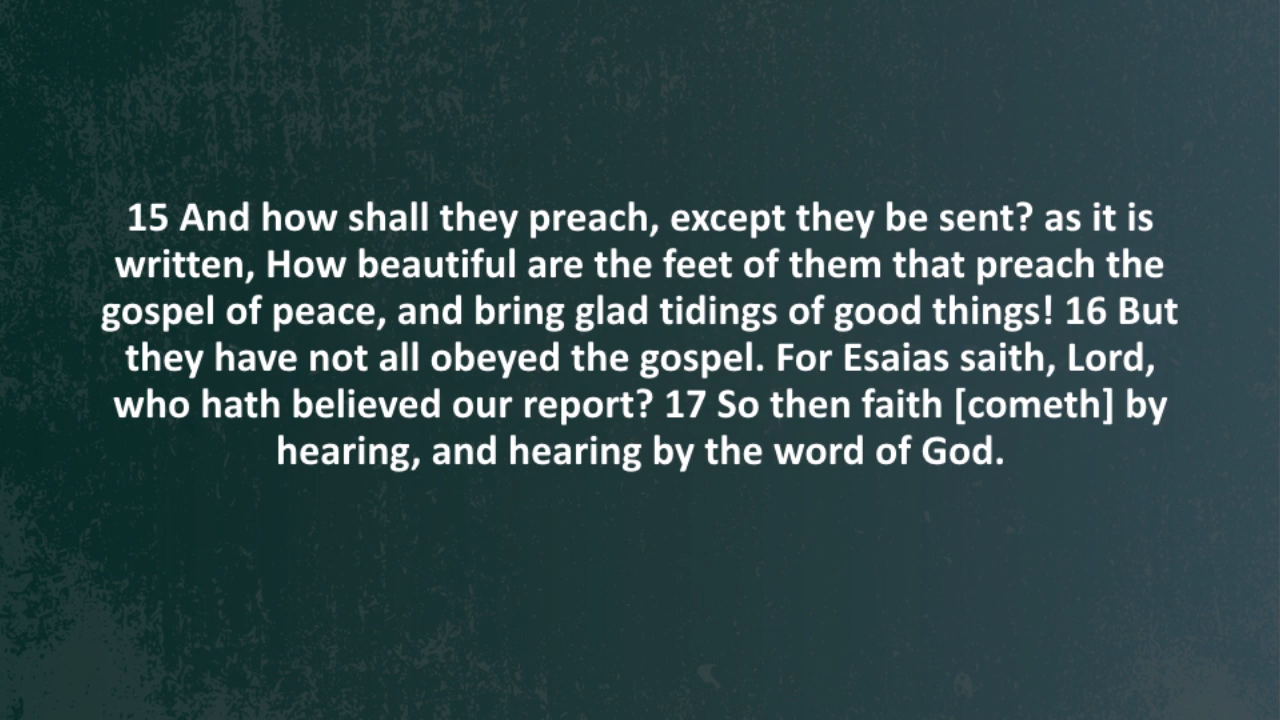 15 And how shall they preach, except they be sent? as it is
written, How beautiful are the feet of them that preach the
gospel of peace, and bring glad tidings of good things! 16 But
they have not all obeyed the gospel. For Esaias saith, Lord,
who hath believed our report? 17 So then faith [cometh] by
hearing, and hearing by the word of God.